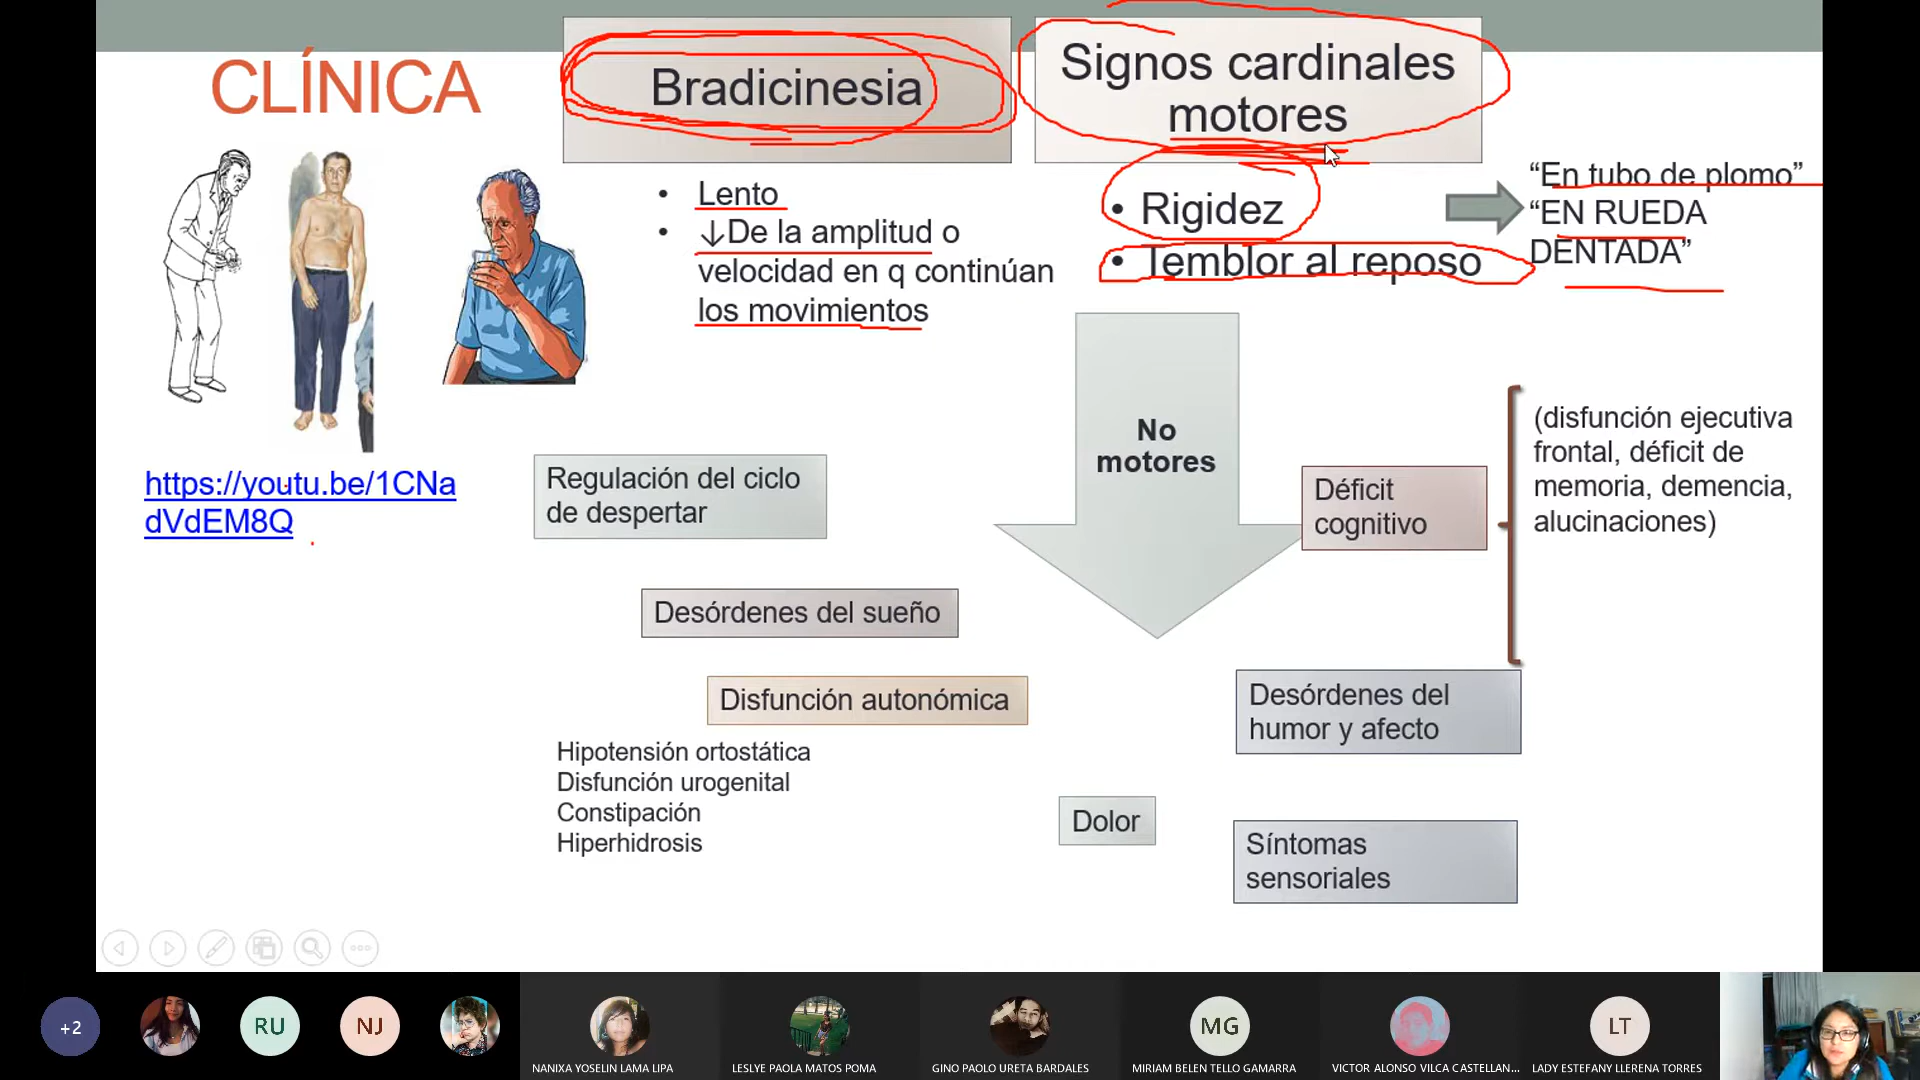 CLÍNICA
Bradicinesia
Signos cardinales
motores
• Lento
• ↓De la amplitud o
velocidad en q continúan
los movimientos
• Rigidez
• Temblor al reposo
“En tubo de plomo”
“EN RUEDA
DENTADA”
https://youtu.be/1CNa
dVdEM8Q
No
motores
Regulación del ciclo
de despertar
Desórdenes del sueño
Disfunción autonómica
Hipotensión ortostática
Disfunción urogenital
Constipación
Hiperhidrosis
Déficit
cognitivo
(disfunción ejecutiva
frontal, déficit de
memoria, demencia,
alucinaciones)
Desórdenes del
humor y afecto
Dolor
Síntomas
sensoriales
+2
RU
NJ
MG
LT
NANIXA YOSELIN LAMA LIPA
LESLYE PAOLA MATOS POMA
GINO PAOLO URETA BARDALES
MIRIAM BELEN TELLO GAMARRA
VICTOR ALONSO VILCA CASTELLAN...
LADY ESTEFANY LLERENA TORRES